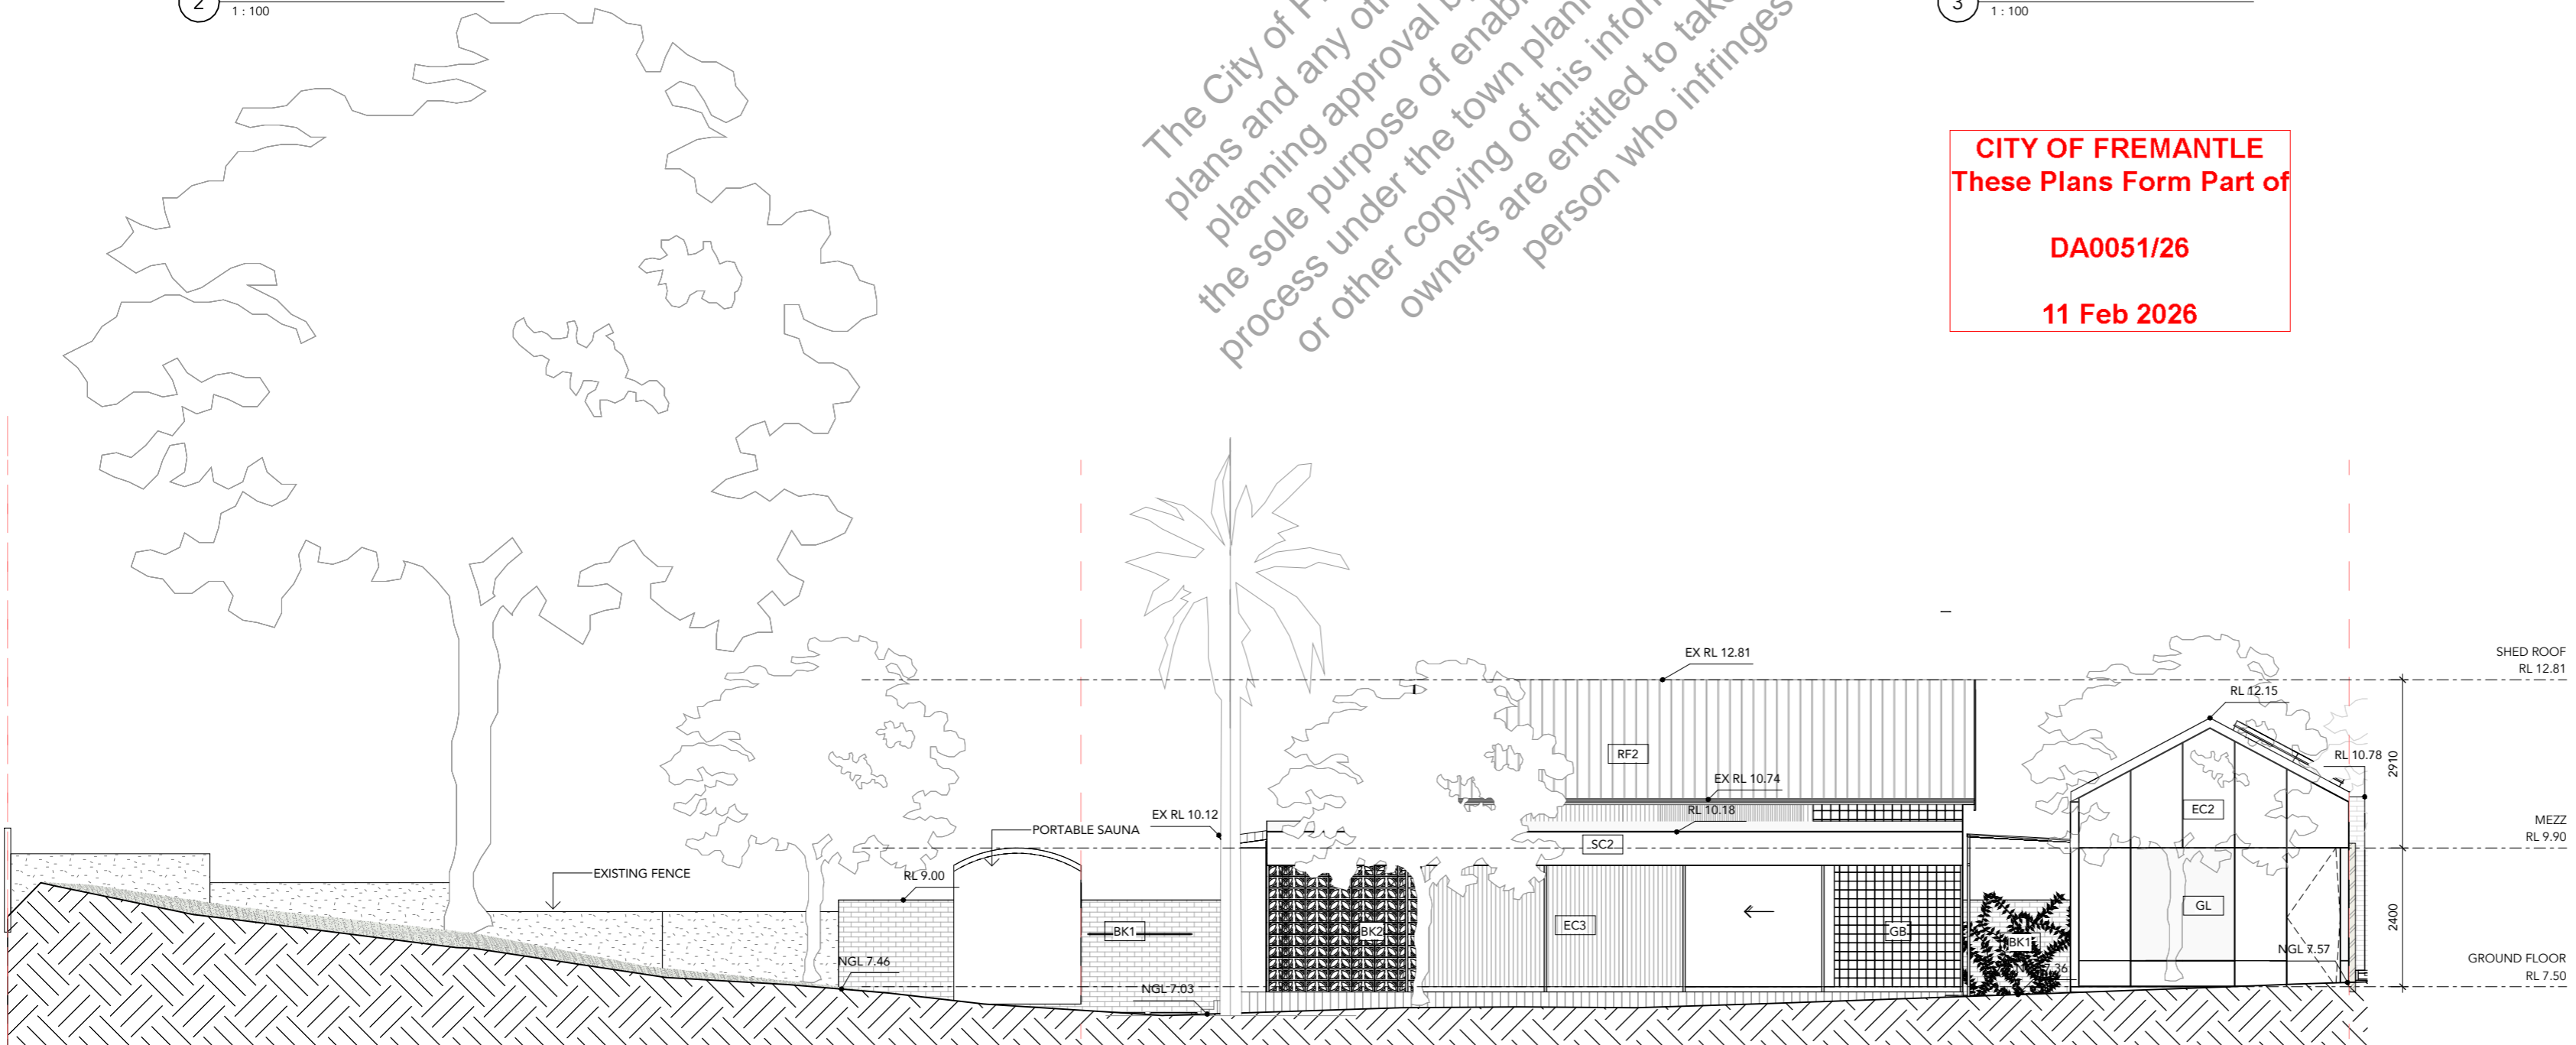 2
1 : 100
3
1 : 100
The City of
plans and any
planning approval
the sole purpose of
process under the town
or other copying of this
owners are entitled to take
person who infringes
CITY OF FREMANTLE
These Plans Form Part of
DA0051/26
11 Feb 2026
EX RL 12.81
SHED ROOF
RL 12.81
RL 12.15
RF2
RL 10.78
2910
EX RL 10.74
EX RL 10.12
RL 10.18
EC2
PORTABLE SAUNA
MEZZ
RL 9.90
SC2
EXISTING FENCE
RL 9.00
GL
2400
BK1
BK2
EC3
GB
BK1
NGL 7.57
NGL 7.46
GROUND FLOOR
RL 7.50
NGL 7.03